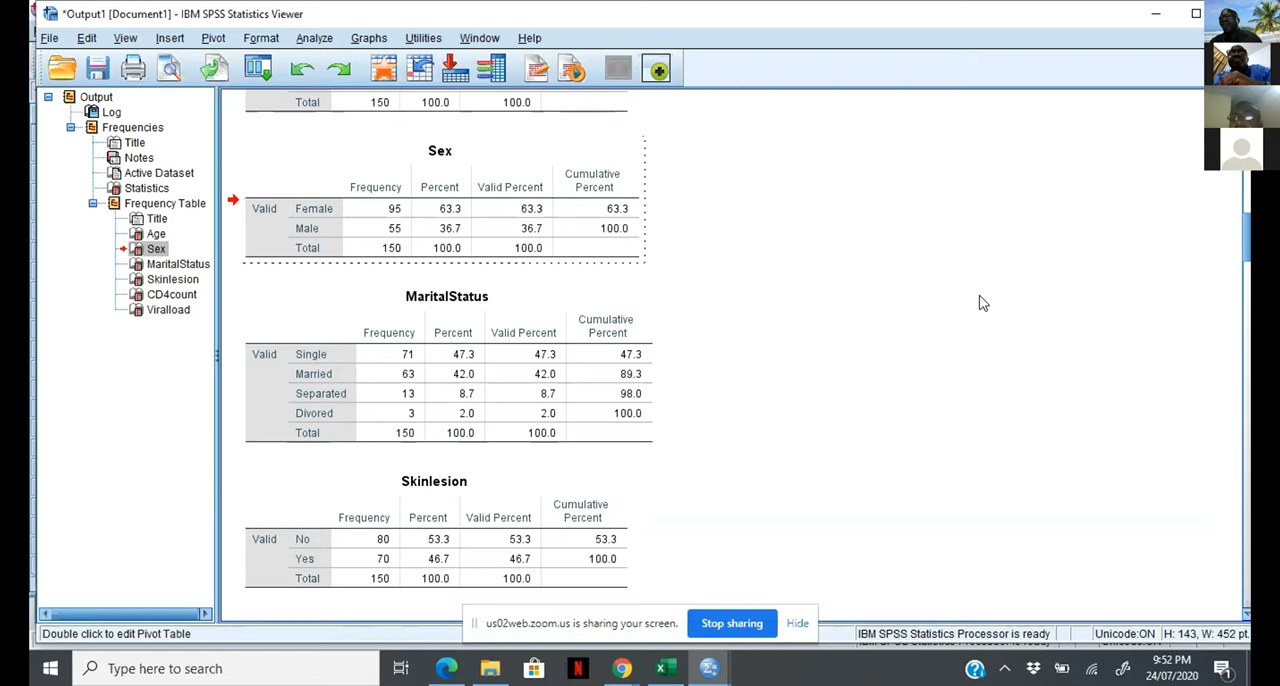 *Output1 [Document1] - IBM SPSS Statistics Viewer
File Edit View Insert Pivot Format Analyze Graphs Utilities Window Help
Output
Log
Frequencies
Title
Notes
Active Dataset
Statistics
Frequency Table
Title
Age
Sex
MaritalStatus
Skinlesion
CD4count
Viralload
Total 150 100.0 100.0
Sex
Frequency Percent Valid Percent Cumulative Percent
Valid Female 95 63.3 63.3 63.3
Male 55 36.7 36.7 100.0
Total 150 100.0 100.0
MaritalStatus
Frequency Percent Valid Percent Cumulative Percent
Valid Single 71 47.3 47.3 47.3
Married 63 42.0 42.0 89.3
Separated 13 8.7 8.7 98.0
Divored 3 2.0 2.0 100.0
Total 150 100.0 100.0
Skinlesion
Frequency Percent Valid Percent Cumulative Percent
Valid No 80 53.3 53.3 53.3
Yes 70 46.7 46.7 100.0
Total 150 100.0 100.0
us02web.zoom.us is sharing your screen. Stop sharing Hide
Double click to edit Pivot Table IBM SPSS Statistics Processor is ready Unicode:ON H: 143, W: 452 pt.
Type here to search
9:52 PM
24/07/2020
1